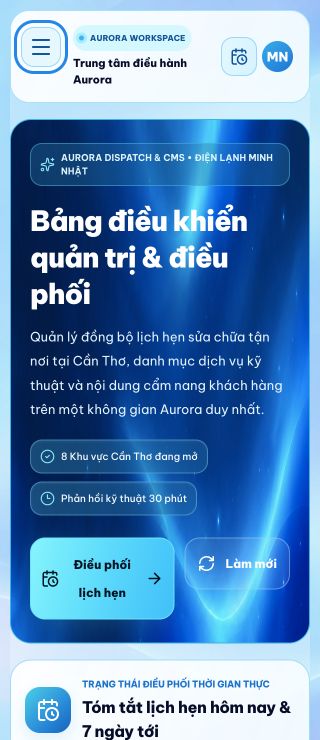 AURORA WORKSPACE
Trung tâm điều hành
Aurora
MN
AURORA DISPATCH & CMS • ĐIỆN LẠNH MINH
NHẬT
Bảng điều khiển
quản trị & điều
phối
Quản lý đồng bộ lịch hẹn sửa chữa tận
nơi tại Cần Thơ, danh mục dịch vụ kỹ
thuật và nội dung cẩm nang khách hàng
trên một không gian Aurora duy nhất.
8 Khu vực Cần Thơ đang mở
Phản hồi kỹ thuật 30 phút
Điều phối
lịch hẹn
Làm mới
TRẠNG THÁI ĐIỀU PHỐI THỜI GIAN THỰC
Tóm tắt lịch hẹn hôm nay &
7 ngày tới